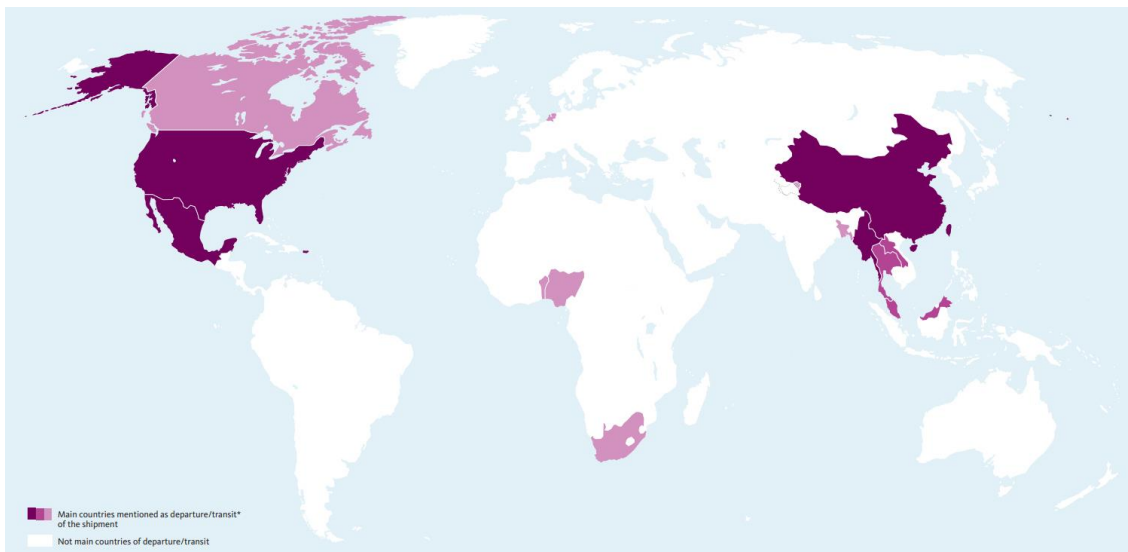 Main countries mentioned as departure/transit*
of the shipment
Not main countries of departure/transit